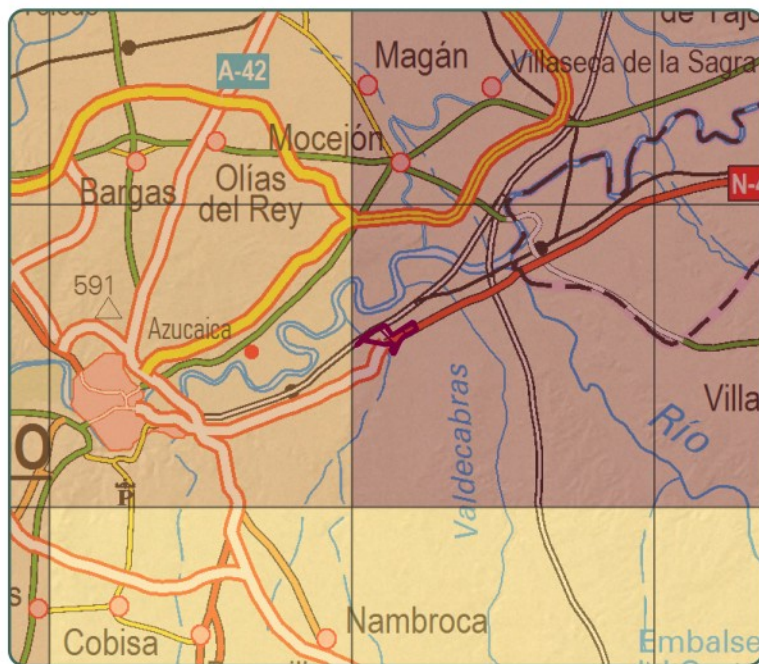 de Tajo
A-42
Magán
Villaseca de la Sagra
Mocejón
Bargas
Olías
del Rey
N-4
591
Azucaica
Valdecabras
Río
Villa
O
P
s
Nambroca
Cobisa
Embalse